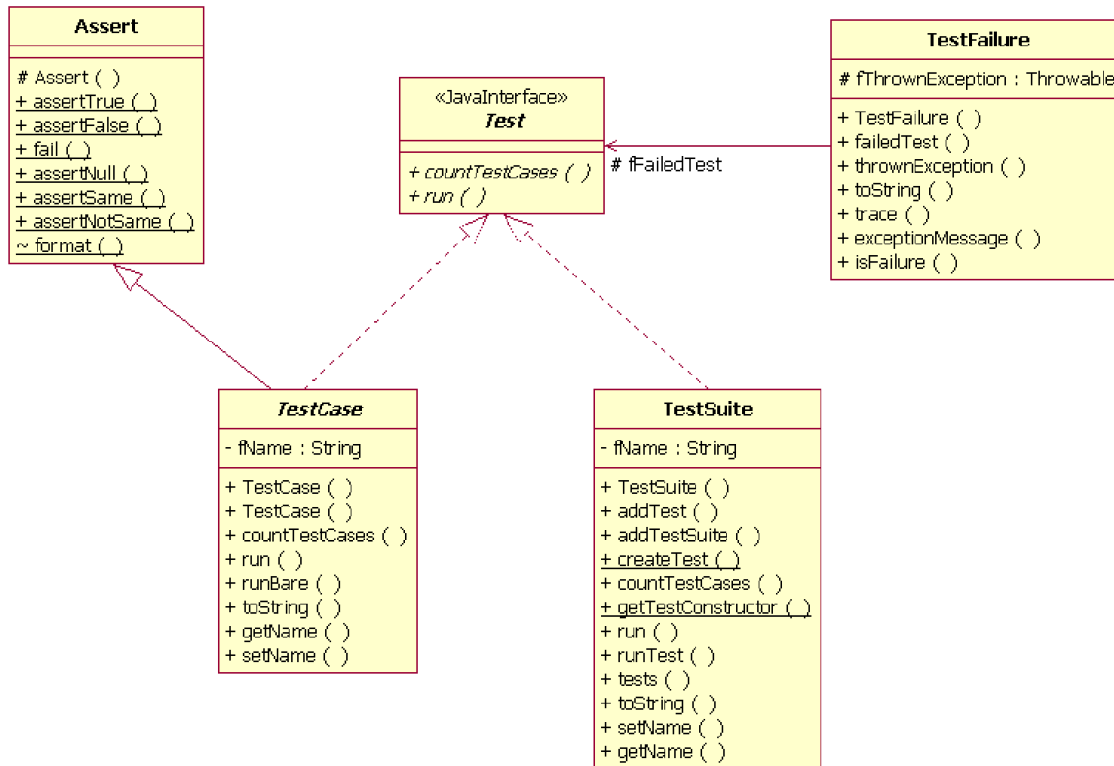 Assert
# Assert ( )
+ assertTrue ( )
+ assertFalse ( )
+ fail ( )
+ assertNull ( )
+ assertSame ( )
+ assertNotSame ( )
~ format ( )
«JavaInterface»
Test
+ countTestCases ( )
+ run ( )
# fFailedTest
TestFailure
# fThrownException : Throwable
+ TestFailure ( )
+ failedTest ( )
+ thrownException ( )
+ toString ( )
+ trace ( )
+ exceptionMessage ( )
+ isFailure ( )
TestCase
- fName : String
+ TestCase ( )
+ TestCase ( )
+ countTestCases ( )
+ run ( )
+ runBare ( )
+ toString ( )
+ getName ( )
+ setName ( )
TestSuite
- fName : String
+ TestSuite ( )
+ addTest ( )
+ addTestSuite ( )
+ createTest ( )
+ countTestCases ( )
+ getTestConstructor ( )
+ run ( )
+ runTest ( )
+ tests ( )
+ toString ( )
+ setName ( )
+ getName ( )